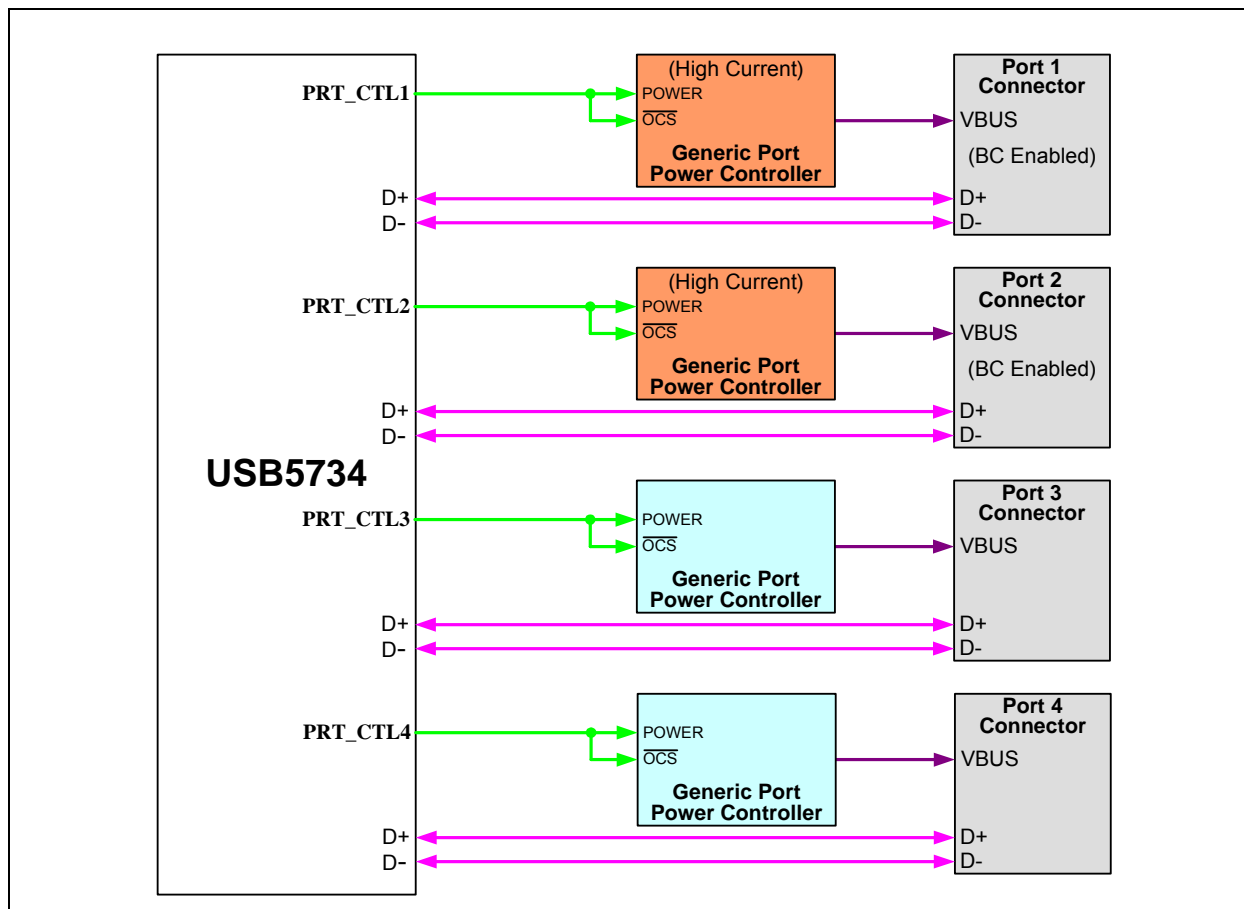 PRT_CTL1
(High Current)
POWER
OCS
Generic Port
Power Controller
Port 1
Connector
VBUS
(BC Enabled)
D+
D-
D+
D-
PRT_CTL2
(High Current)
POWER
OCS
Generic Port
Power Controller
Port 2
Connector
VBUS
(BC Enabled)
D+
D-
D+
D-
USB5734
PRT_CTL3
POWER
OCS
Generic Port
Power Controller
Port 3
Connector
VBUS
D+
D-
D+
D-
PRT_CTL4
POWER
OCS
Generic Port
Power Controller
Port 4
Connector
VBUS
D+
D-
D+
D-